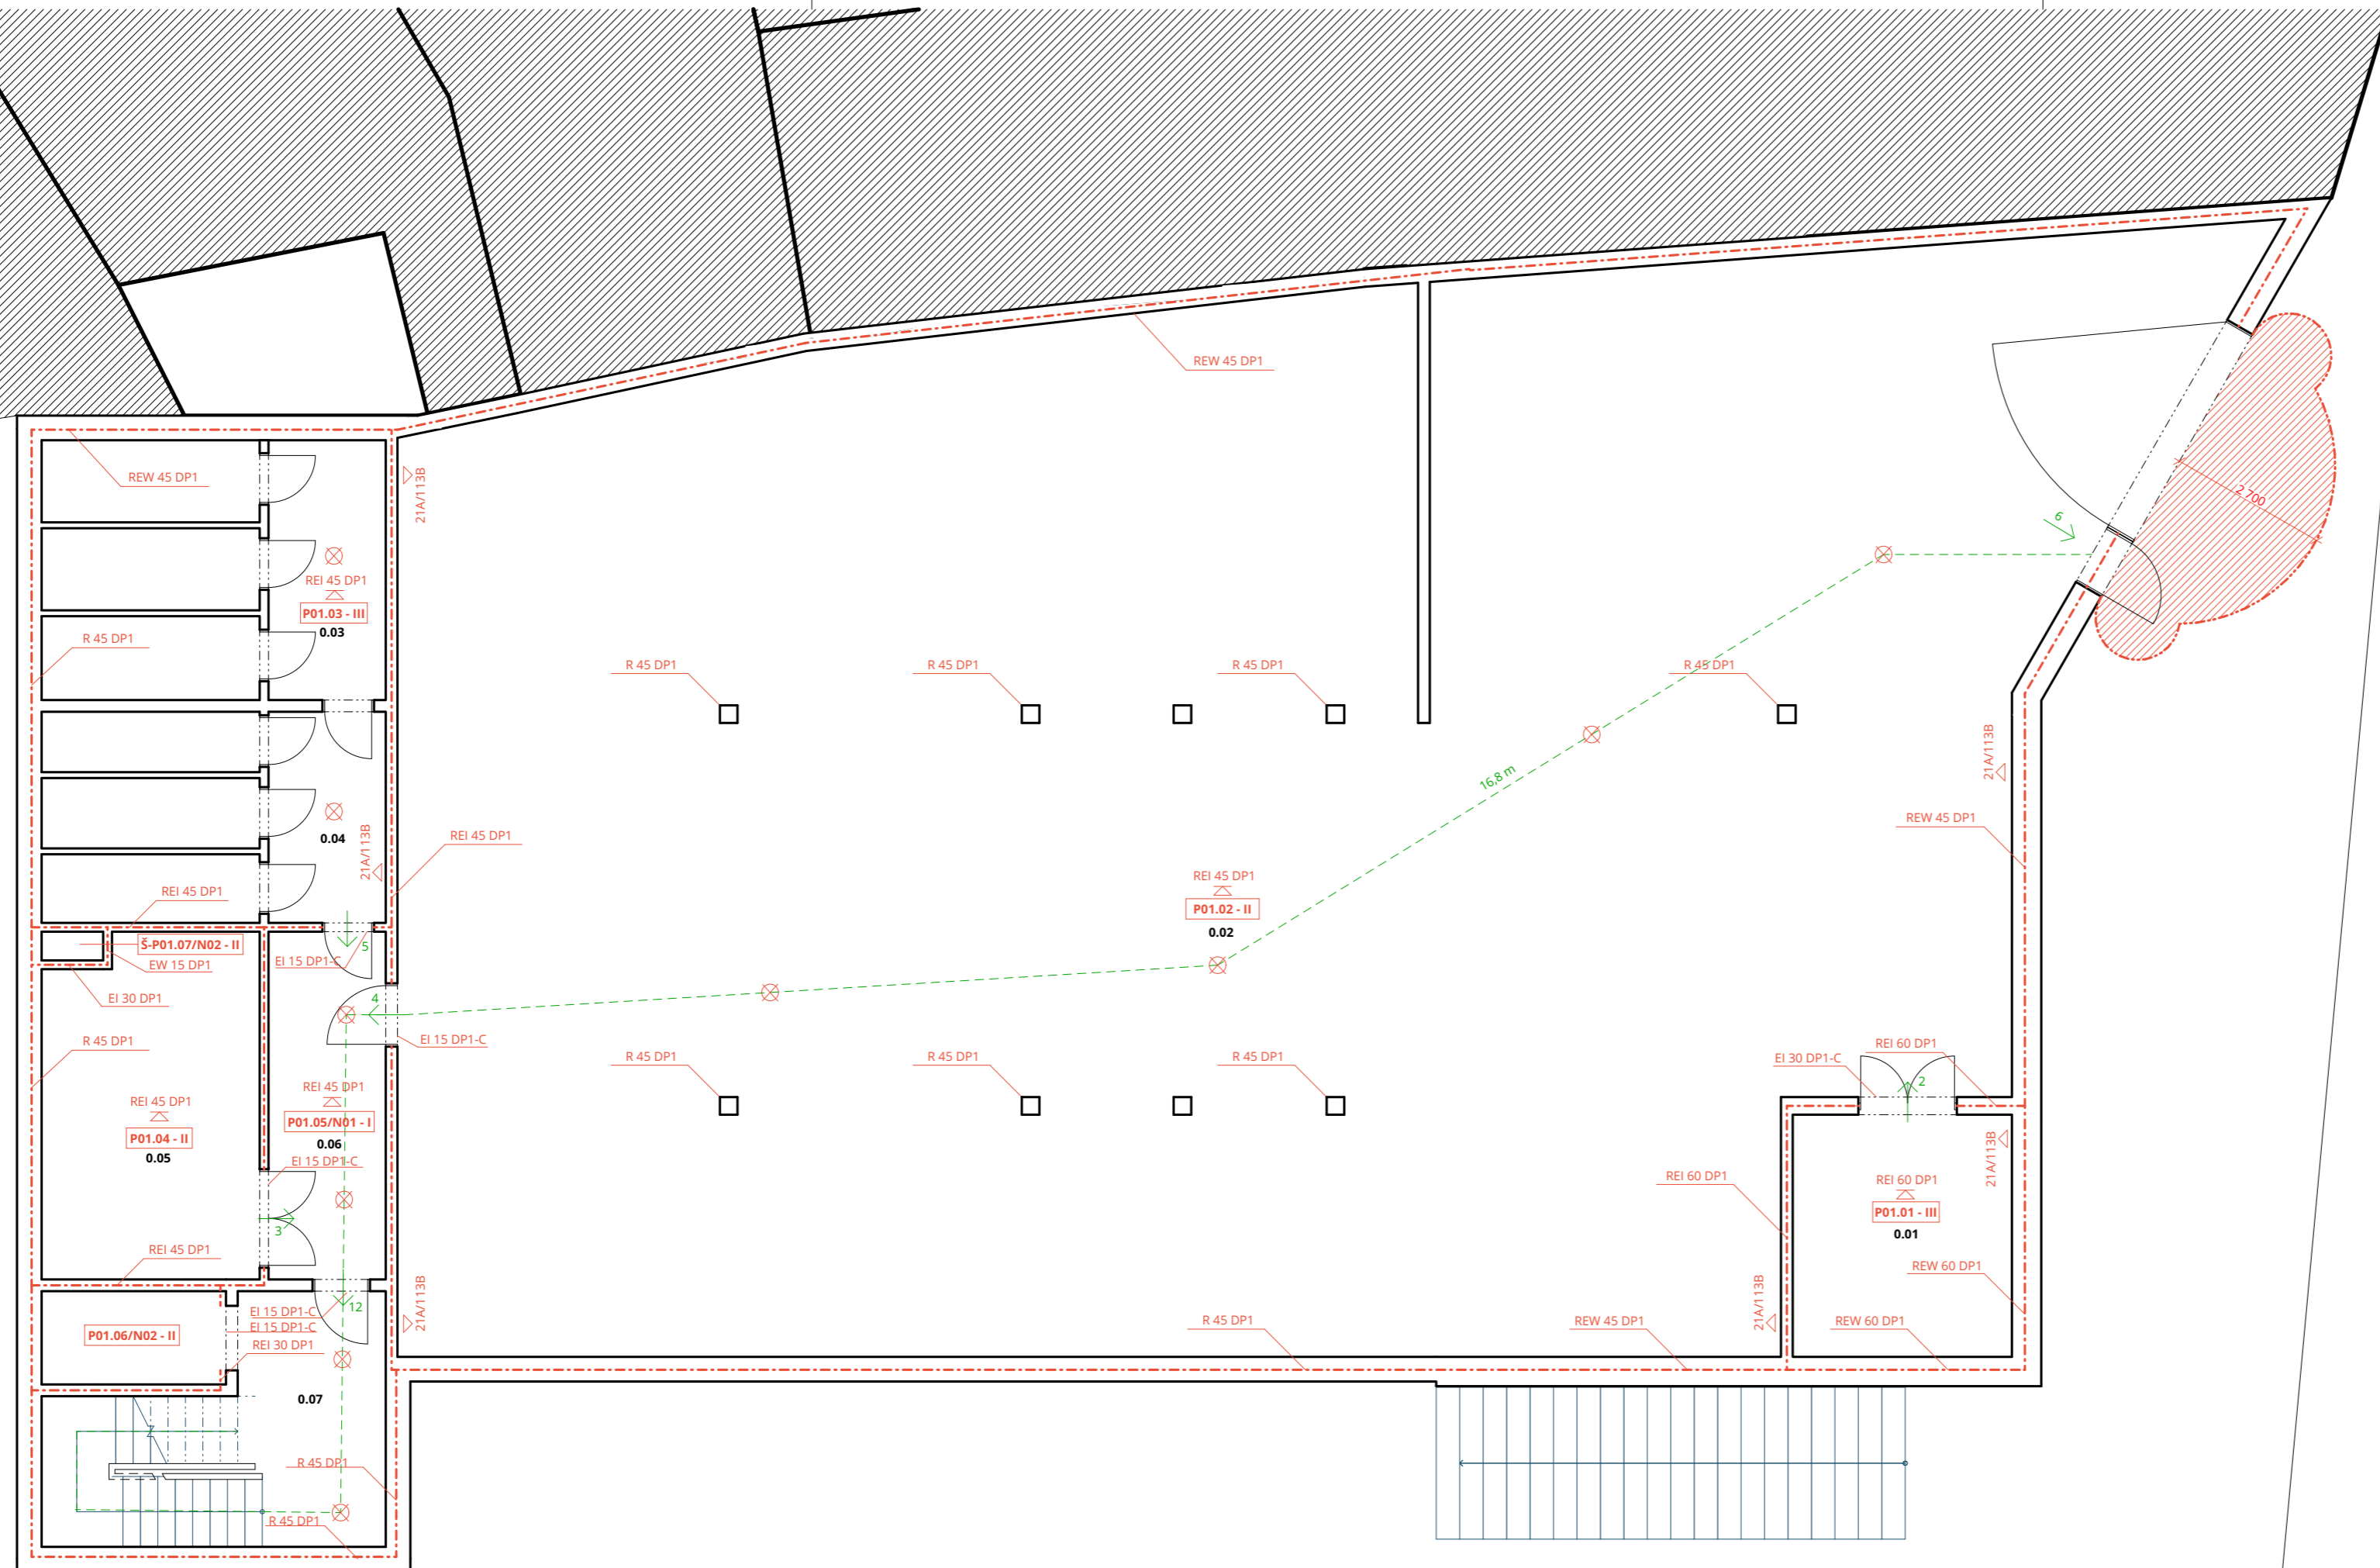 REW 45 DP1
REW 45 DP1
21A/113B
2 700
6
REI 45 DP1
P01.03 - III
0.03
R 45 DP1
R 45 DP1
R 45 DP1
R 45 DP1
R 45 DP1
21A/113B
16,8 m
REW 45 DP1
0.04
21A/113B
REI 45 DP1
REI 45 DP1
REI 45 DP1
P01.02 - II
0.02
Š-P01.07/N02 - II
5
EW 15 DP1
EI 15 DP1-C
EI 30 DP1
4
R 45 DP1
EI 15 DP1-C
R 45 DP1
R 45 DP1
R 45 DP1
EI 30 DP1-C
REI 60 DP1
2
REI 45 DP1
P01.05/N01 - I
0.06
REI 45 DP1
P01.04 - II
0.05
EI 15 DP1-C
21A/113B
REI 60 DP1
REI 60 DP1
P01.01 - III
0.01
3
REI 45 DP1
REW 60 DP1
21A/113B
21A/113B
12
EI 15 DP1-C
EI 15 DP1-C
R 45 DP1
REW 45 DP1
REW 60 DP1
P01.06/N02 - II
REI 30 DP1
0.07
R 45 DP1
R 45 DP1